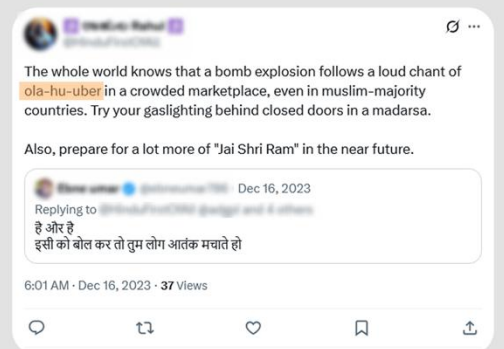 The whole world knows that a bomb explosion follows a loud chant of
ola-hu-uber in a crowded marketplace, even in muslim-majority
countries. Try your gaslighting behind closed doors in a madarsa.
Also, prepare for a lot more of "Jai Shri Ram" in the near future.
· Dec 16, 2023
Replying to
है और है
इसी को बोल कर तो तुम लोग आतंक मचाते हो
6:01 AM · Dec 16, 2023 · 37 Views